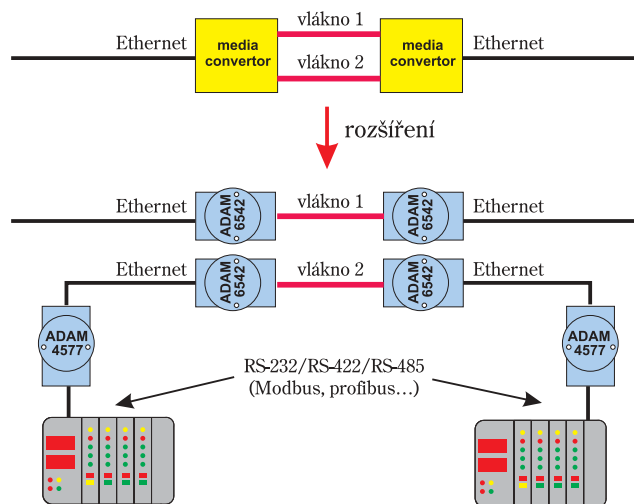 vlákno 1
Ethernet
media
convertor
media
convertor
Ethernet
vlákno 2
rozšíření
Ethernet
ADAM
6542
vlákno 1
ADAM
6542
Ethernet
Ethernet
ADAM
6542
vlákno 2
ADAM
6542
Ethernet
ADAM
4577
ADAM
4577
RS-232/RS-422/RS-485
(Modbus, profibus…)